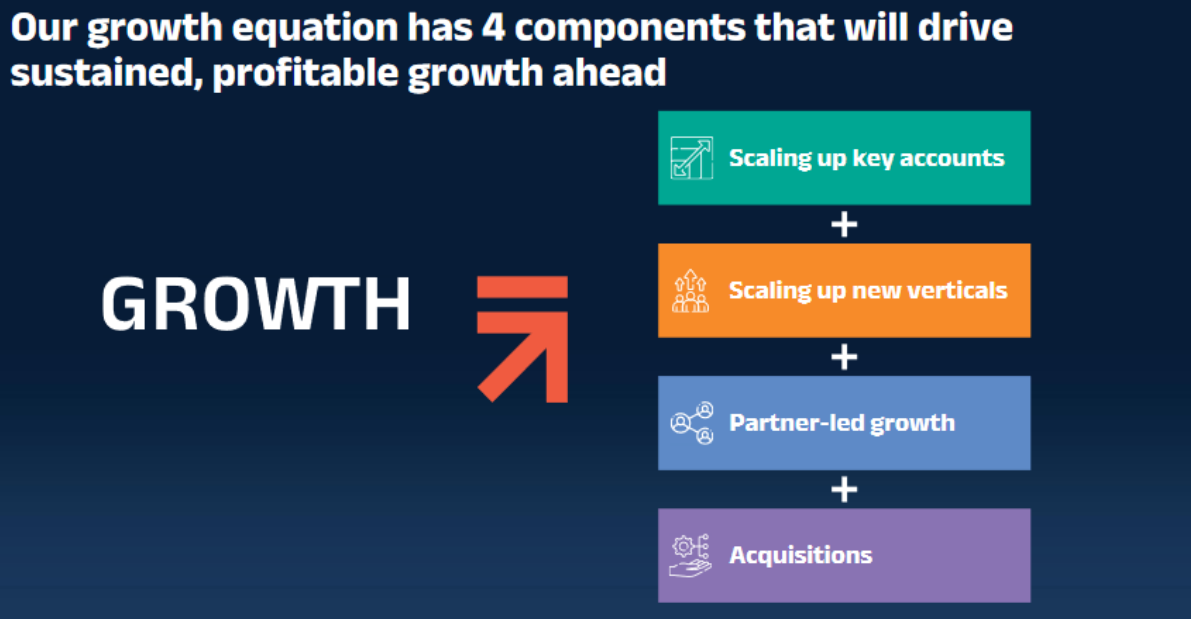 Our growth equation has 4 components that will drive
sustained, profitable growth ahead
GROWTH
Scaling up key accounts
+
Scaling up new verticals
+
Partner-led growth
+
Acquisitions